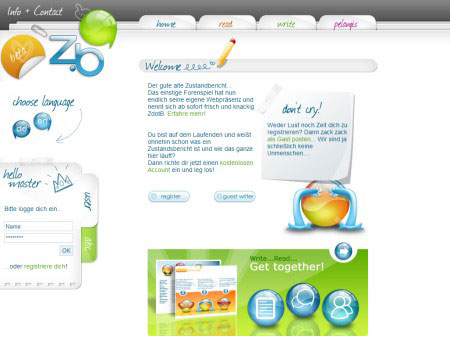 Info + Contact
home read write pelangis
beta
Z.b
Welcome
choose language
de en
Der gute alte Zustandbericht...
Das einstige Forenspiel hat nun
endlich seine eigene Webpräsenz und
nennt sich ab sofort frisch und knackig
ZdotB. Erfahre mehr!
don't cry!
Weder Lust noch Zeit dich zu
registrieren? Dann zack zack
als Gast posten... Wir sind ja
schließlich keine
Unmenschen....
Du bist auf dem Laufenden und weißt
ohnehin schon was ein
Zustandsbericht ist und wie das ganze
hier läuft?
Dann richte dir jetzt einen kostenlosen
Account ein und leg los!
register guest writer
hello
master
user
abc
Bitte logge dich ein...
Name
********
OK
...oder registriere dich!
Write...Read...
Get together!